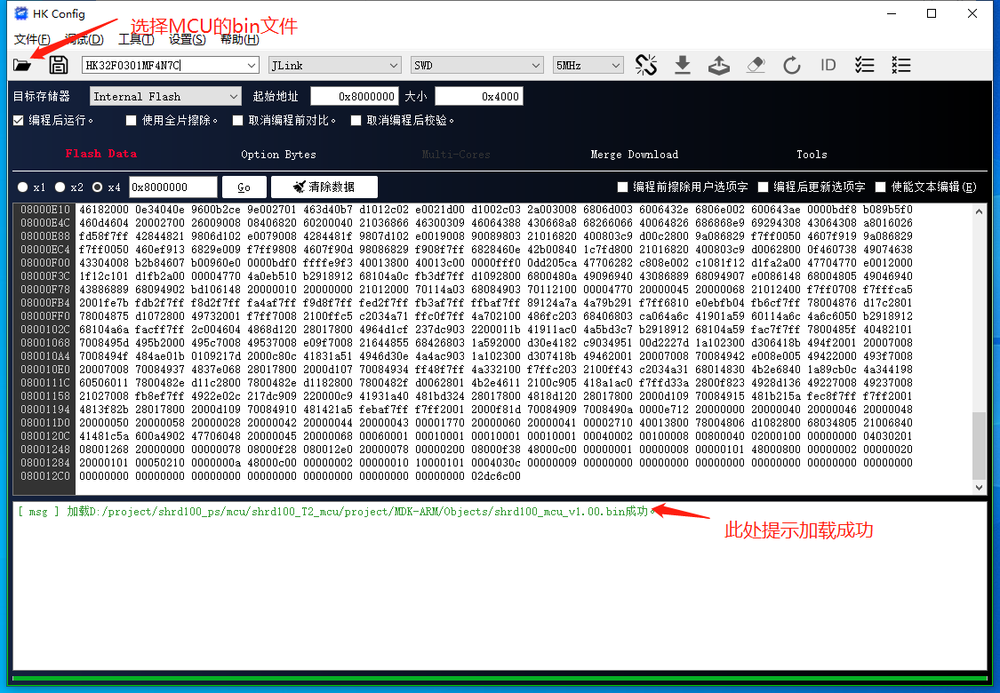 HK Config
选择MCU的bin文件
文件(F) 调试(D) 工具(T) 设置(S) 帮助(H)
HK32F0301MF4N7C JLink SWD 5MHz ID
目标存储器 Internal Flash 起始地址 0x8000000 大小 0x4000
编程后运行。 使用全片擦除。 取消编程前对比。 取消编程后校验。
Flash Data Option Bytes Multi-Cores Merge Download Tools
x1 x2 x4 0x8000000 Go 清除数据 编程前擦除用户选项字 编程后更新选项字 使能文本编辑(E)
08000E10 46182000 0e34040e 9600b2ce 9e002701 463d40b7 d1012c02 e0021d00 d1002c03 2a003008 6806d003 6006432e 6806e002 600643ae 0000bdf8 b089b5f0
08000E4C 460d4604 20002702 26009008 08406820 60200040 21036866 46300309 46064388 430668a8 68266066 40064826 686868e9 69294308 43064308 a8016026
08000E88 fd58f7ff 42844821 9806d102 e0079008 4284481f 9807d102 e0019008 90089803 21016820 400803c9 d00c2800 9a086829 f7ff0050 4607f919 9a086829
08000EC4 f7ff0050 460ef913 6829e009 f7ff9808 4607f90d 98086829 f908f7ff 6828460e 42b00840 1c7fd800 21016820 400803c9 d0062800 0f460738 49074638
08000F00 43304008 b2b84607 b00960e0 0000bdf0 ffffe9f3 40013800 40013c00 0000fff0 0dd205ca 47706282 c808e002 c1081f12 d1fa2a00 47704770 e0012000
08000F3C 1f12c101 d1fb2a00 00004770 4a0eb510 b2918912 68104a0c fb3df7ff d1092800 6800480a 49096940 43086889 68094907 e0086148 68004805 49046940
08000F78 43886889 68094902 bd106148 20000010 20000000 21012000 70114a03 68084903 70112100 00004770 20000045 20000068 21012400 f7ff0708 f7fffca5
08000FB4 2001fe7b fdb2f7ff f8d2f7ff fa4af7ff f9d8f7ff fed2f7ff fb3af7ff ffbaf7ff 89124a7a 4a79b291 f7ff6810 e0ebfb04 fb6cf7ff 78004876 d17c2801
08000FF0 78004875 d1072800 49732001 f7ff7008 2100ffc5 c2034a71 ffc0f7ff 4a702100 486fc203 68406803 ca064a6c 41901a59 60114a6c 4a6c6050 b2918912
0800102C 68104a6a facff7ff 2c004604 4868d120 28017800 4964d1cf 237dc903 2200011b 41911ac0 4a5bd3c7 b2918912 68104a59 fac7f7ff 7800485f 40482101
08001068 7008495d 495b2000 495c7008 49537008 e09f7008 21644855 68426803 1a592000 d30e4182 c9034951 00d2227d 1a102300 d306418b 494f2001 20007008
080010A4 7008494f 484ae01b 0109217d 2000c80c 41831a51 4946d30e 4a4ac903 1a102300 d307418b 49462001 20007008 70084942 e008e005 49422000 493f7008
080010E0 20007008 70084937 4837e068 28017800 2000d107 70084934 ff48f7ff 4a332100 f7ffc203 2100ff43 c2034a31 68014830 4b2e6840 1a89cb0c 4a344198
0800111C 60506011 7800482e d11c2800 7800482e d1182800 7800482f d0062801 4b2e4611 2100c905 418a1ac0 f7ffd33a 2800f823 4928d136 49227008 49237008
08001158 21027008 fb8ef7ff 4922e02c c217dc909 220000c9 41931a40 481bd324 28017800 4818d120 28017800 2000d109 70084915 481b215a fec8f7ff f7ff2001
08001194 4813f82b 28017800 2000d109 70084910 481421a5 febaf7ff f7ff2001 2000f81d 70084909 7008490a 0000e712 20000000 20000040 20000046 20000048
080011D0 20000050 20000058 20000028 20000042 20000044 20000043 00001770 20000060 20000041 00002710 40013800 78004806 d1082800 68034805 21006840
0800120C 41481c5a 600a4902 47706048 20000045 20000068 00060001 00010001 00010001 00010001 00040002 00100008 00800040 02000100 00000000 04030201
08001248 08001268 20000000 00000078 08000f28 080012e0 20000078 00000200 08000f38 48000c00 00000001 00000008 00000101 48000800 00000002 00000020
08001284 20000101 00050210 0000000a 48000c00 00000002 00000010 10000101 0004030c 00000009 00000000 00000000 00000000 00000000 00000000 00000000
080012C0 00000000 00000000 00000000 00000000 00000000 00000000 00000000 02dc6c00
[ msg ] 加载D:/project/shrd100_ps/mcu/shrd100_T2_mcu/project/MDK-ARM/Objects/shrd100_mcu_v1.00.bin成功。
此处提示加载成功